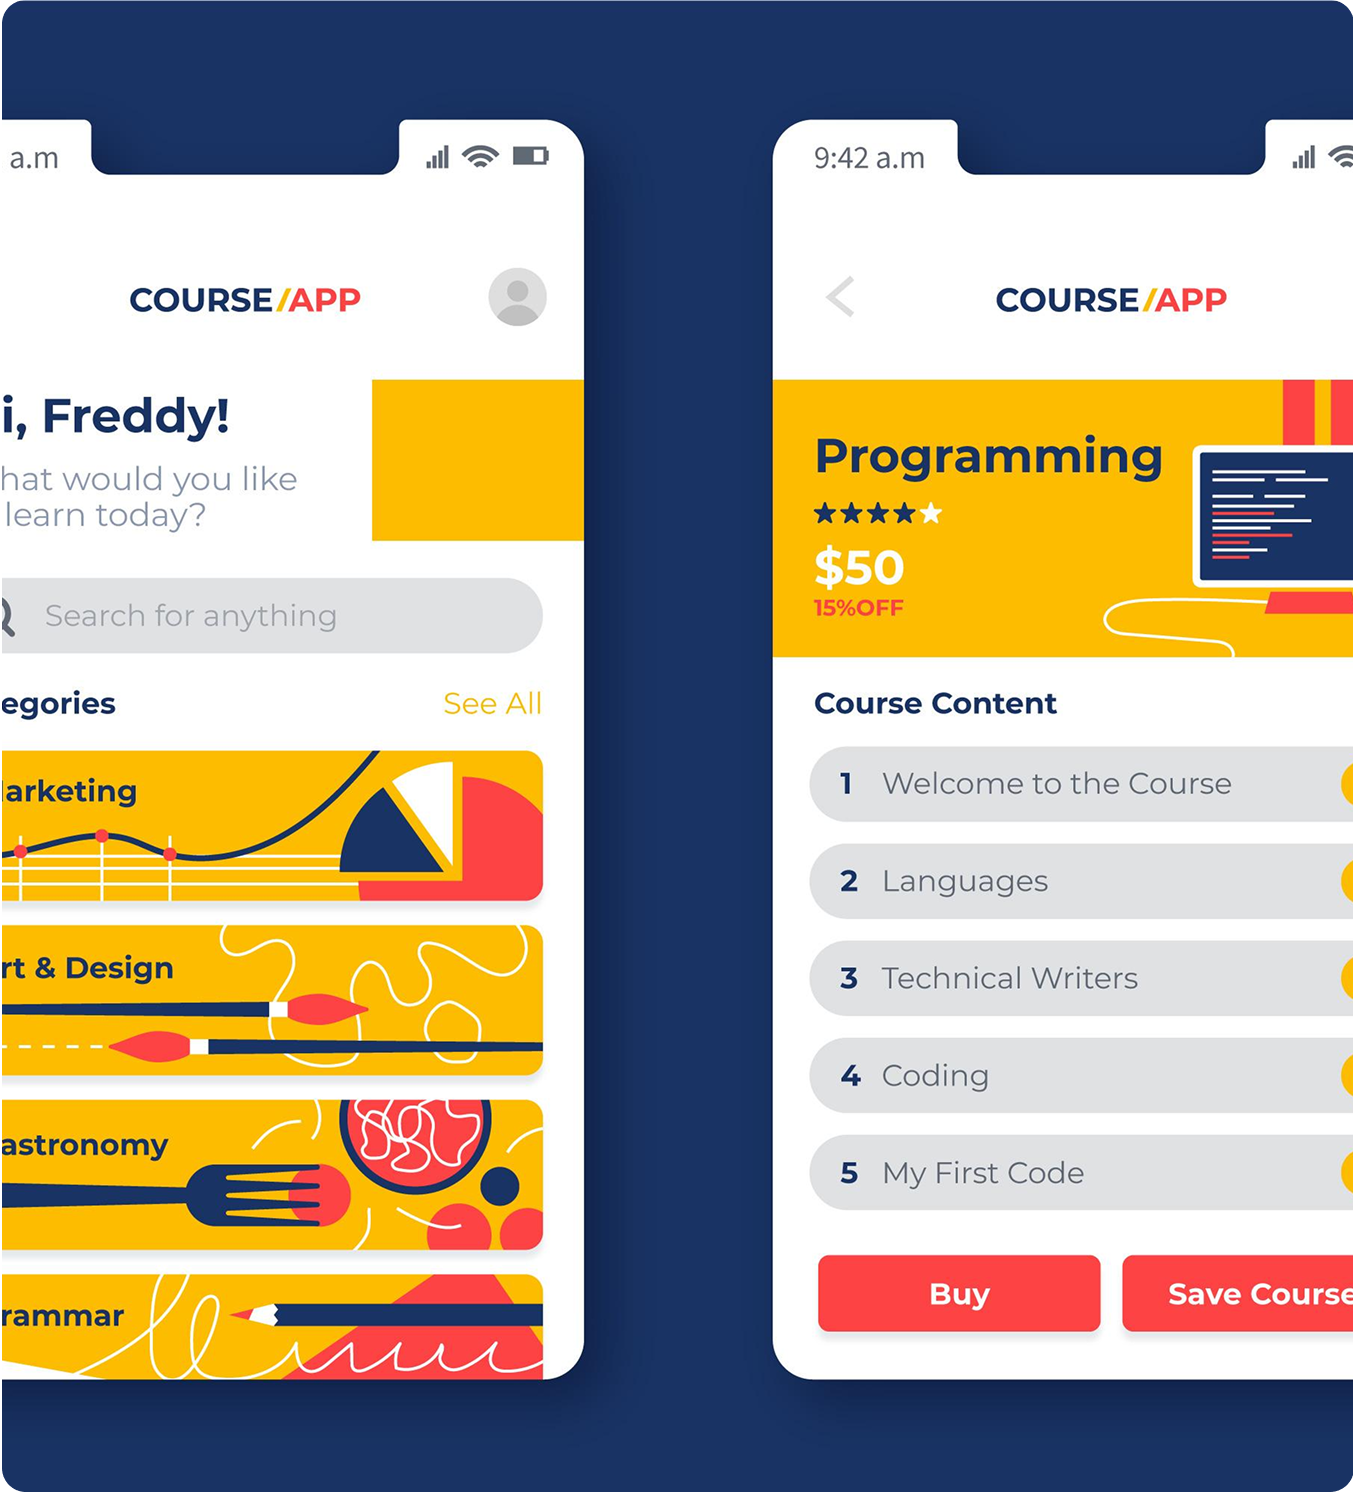 a.m
COURSE/APP
i, Freddy!
hat would you like
learn today?
Search for anything
egories
See All
arketing
rt & Design
astronomy
rammar
9:42 a.m
COURSE/APP
Programming
$50
15%OFF
Course Content
1 Welcome to the Course
2 Languages
3 Technical Writers
4 Coding
5 My First Code
Buy
Save Course